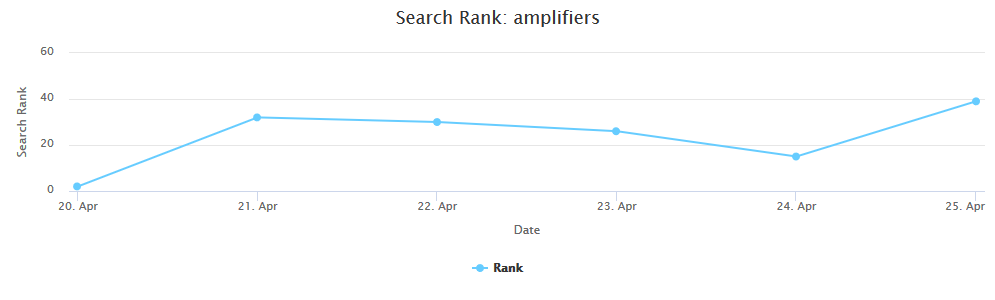 Search Rank: amplifiers
60
40
20
0
Search Rank
20. Apr
21. Apr
22. Apr
23. Apr
24. Apr
25. Apr
Date
Rank